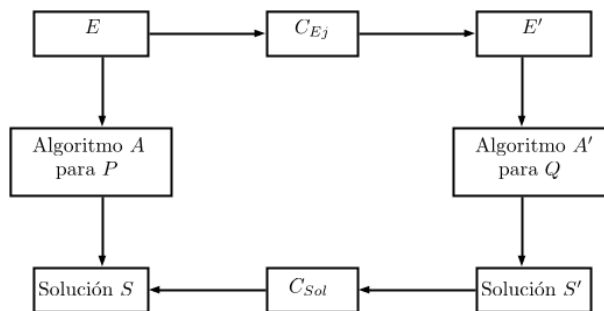 E
C_{Ej}
E′
Algoritmo A
para P
Algoritmo A′
para Q
Solución S
C_{Sol}
Solución S′